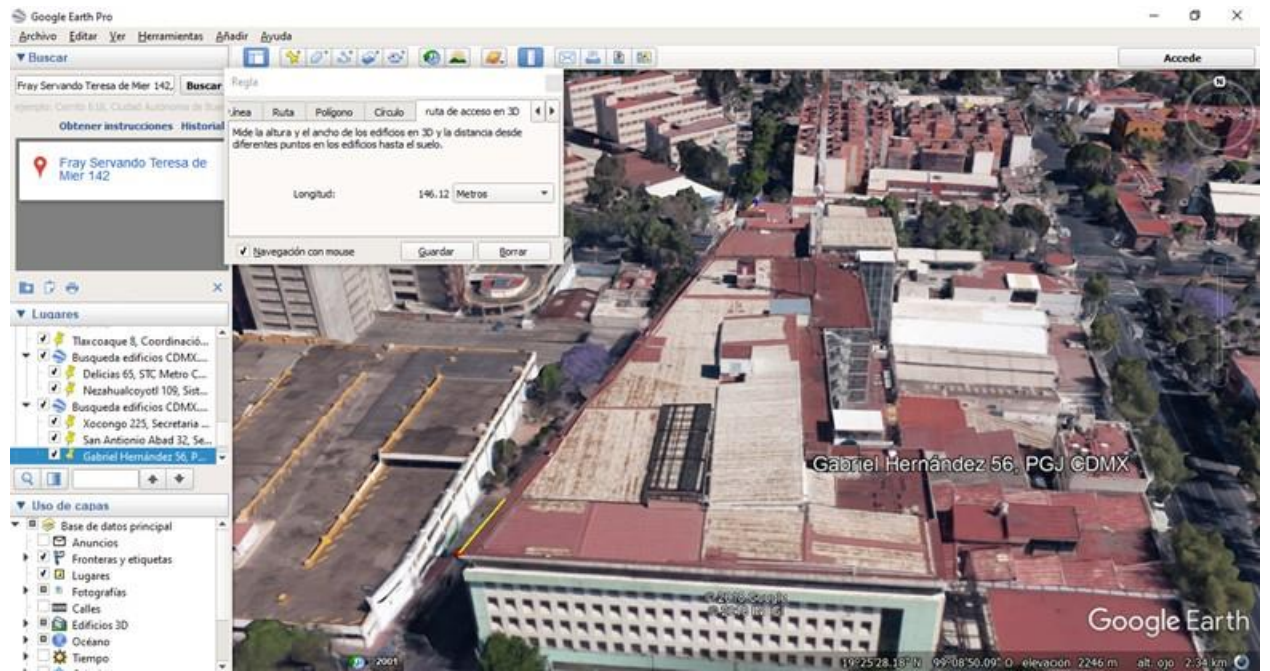 Google Earth Pro
Archivo Editar Ver Herramientas Añadir Ayuda
Buscar
Accede
Fray Servando Teresa de Mier 142, Buscar
Obtener instrucciones Historial
Fray Servando Teresa de
Mier 142
Regla
Línea Ruta Polígono Círculo ruta de acceso en 3D
Mide la altura y el ancho de los edificios en 3D y la distancia desde
diferentes puntos en los edificios hasta el suelo.
Longitud: 146.12 Metros
Navegación con mouse Guardar Borrar
Lugares
Tlaxcoaque 8, Coordinació...
Busqueda edificios CDMX....
Delicias 65, STC Metro C...
Nezahualcoyotl 109, Sist...
Busqueda edificios CDMX....
Xocongo 225, Secretaria ...
San Antionio Abad 32, Se...
Gabriel Hernández 56, P...
Uso de capas
Base de datos principal
Anuncios
Fronteras y etiquetas
Lugares
Fotografías
Calles
Edificios 3D
Océano
Tiempo
N
Gabriel Hernández 56, PGJ CDMX
Google Earth
2001
19°25'28.18" N 99°08'50.09" O elevación 2246 m alt. ojo 2.34 km